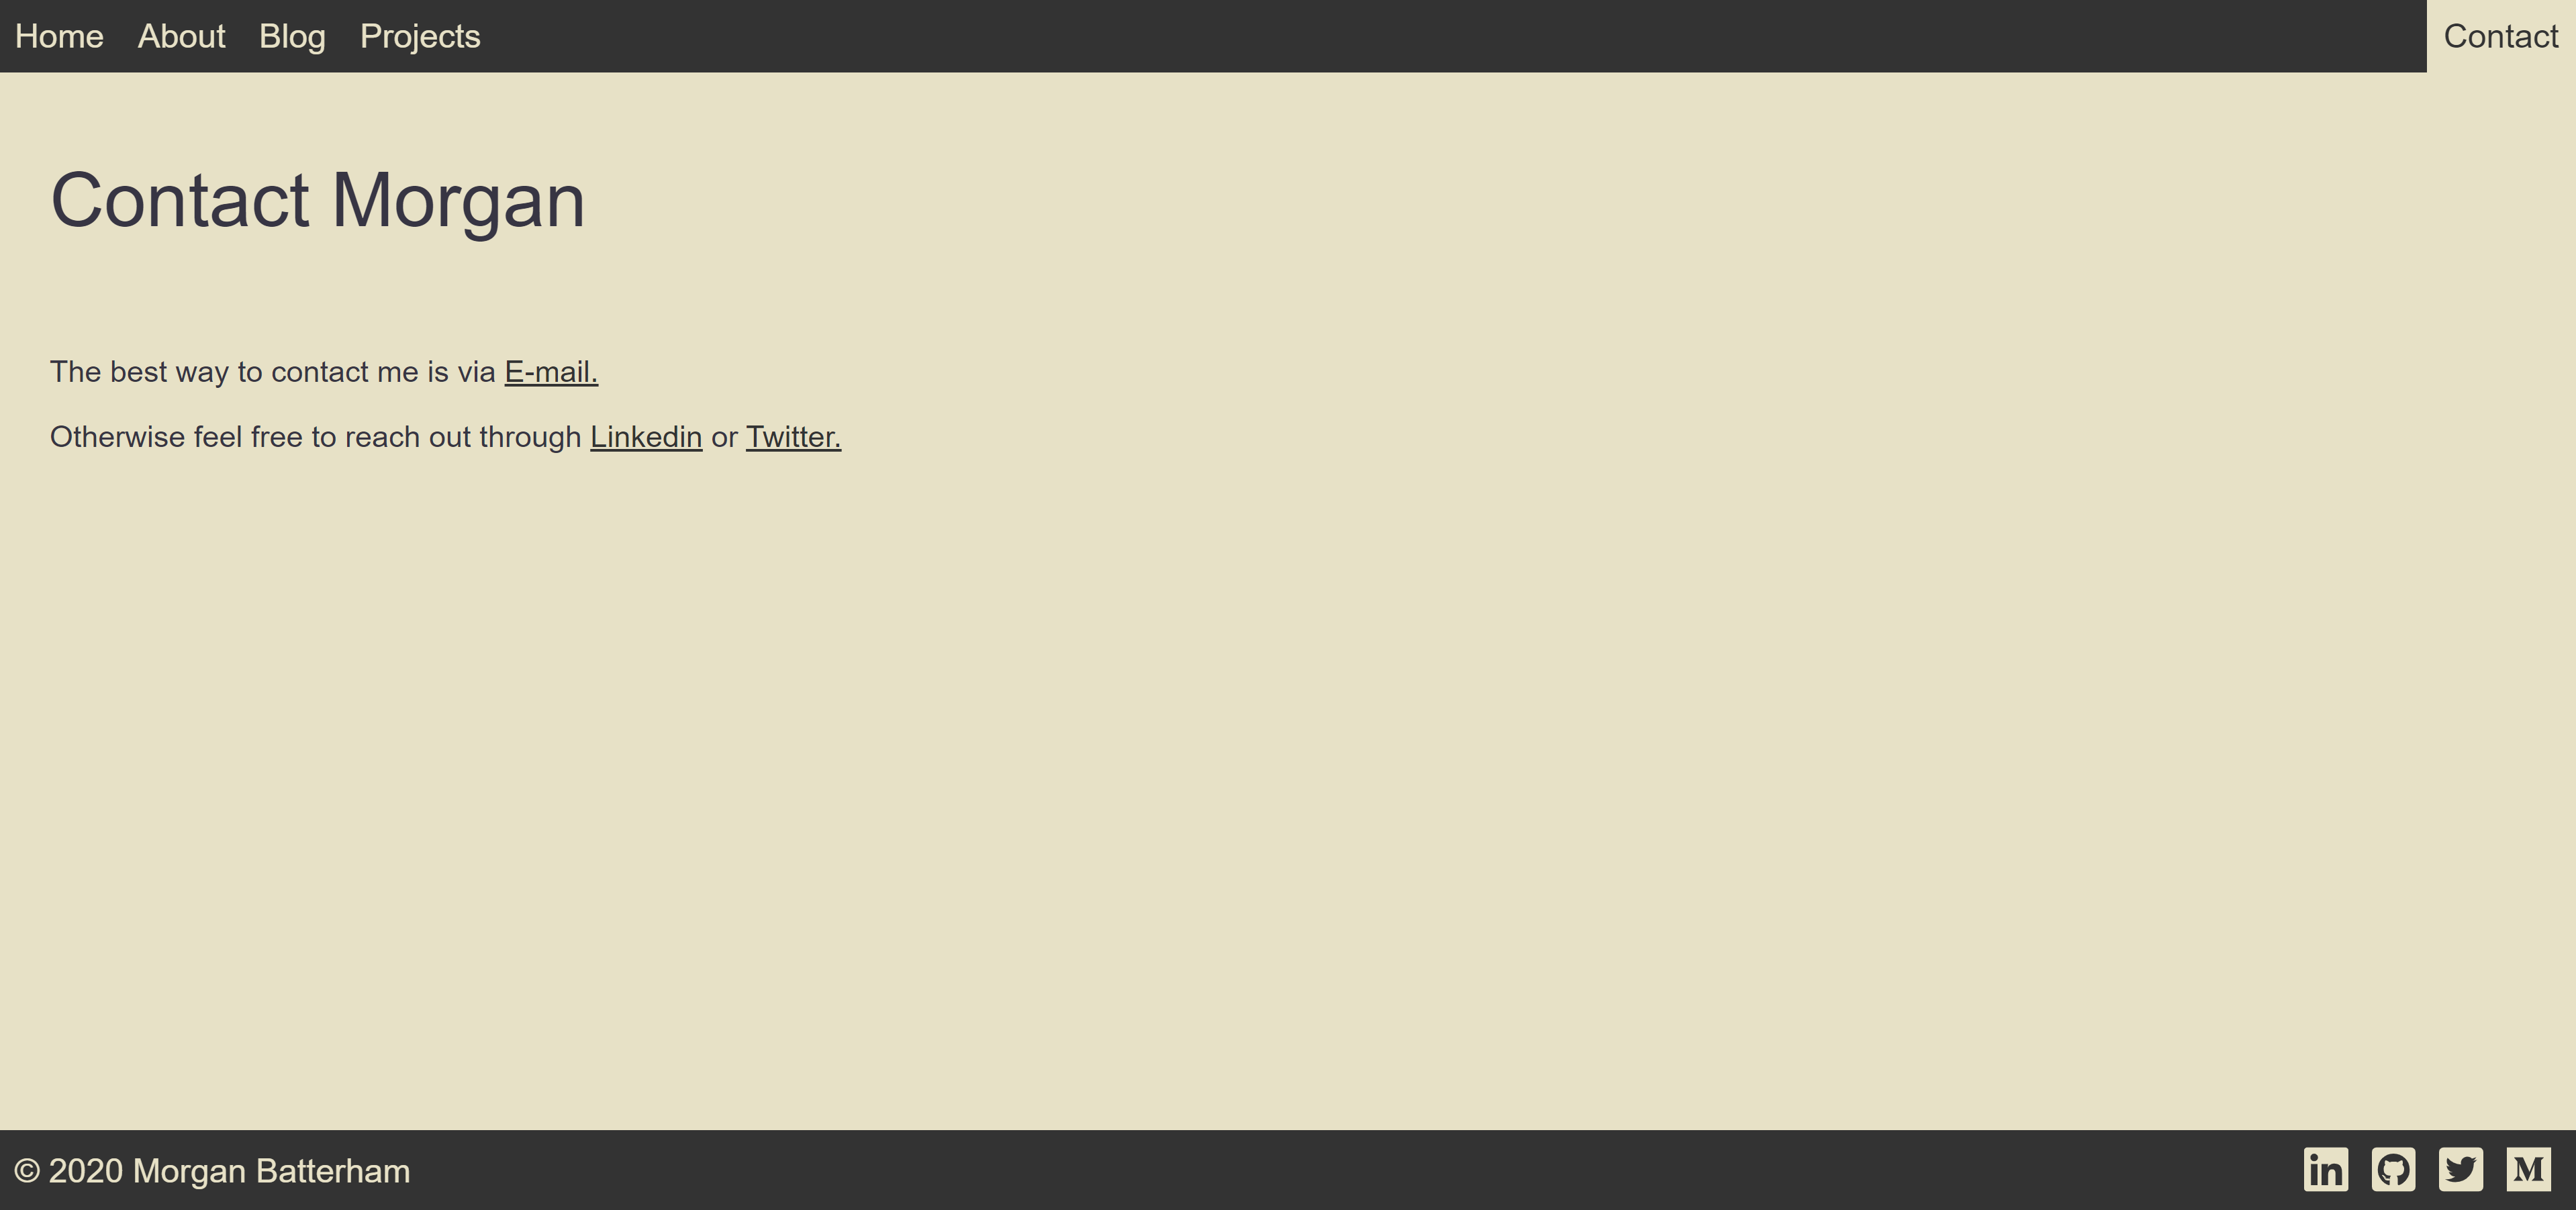 Home About Blog Projects Contact
Contact Morgan
The best way to contact me is via E-mail.
Otherwise feel free to reach out through Linkedin or Twitter.
© 2020 Morgan Batterham in M